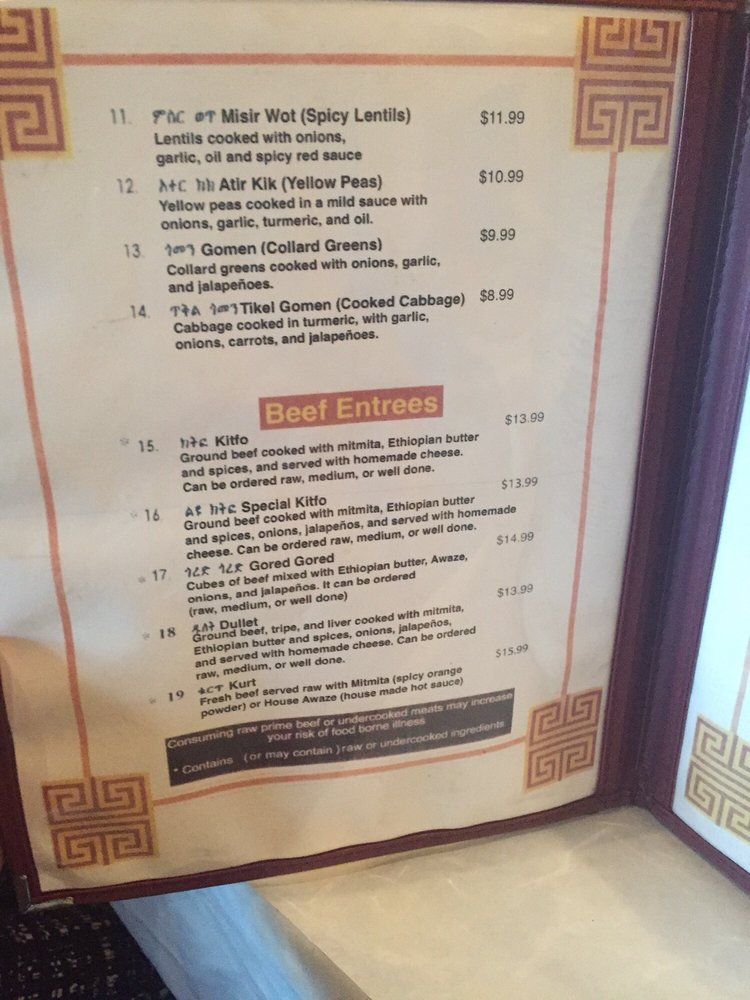 11. ምስር ወጥ Misir Wot (Spicy Lentils) $11.99
Lentils cooked with onions,
garlic, oil and spicy red sauce
12. አተር ክክ Atir Kik (Yellow Peas) $10.99
Yellow peas cooked in a mild sauce with
onions, garlic, turmeric, and oil.
13. ጎመን Gomen (Collard Greens) $9.99
Collard greens cooked with onions, garlic,
and jalapeñoes.
14. ጥቅል ጎመን Tikel Gomen (Cooked Cabbage) $8.99
Cabbage cooked in turmeric, with garlic,
onions, carrots, and jalapeñoes.
Beef Entrees
* 15. ክትፎ Kitfo $13.99
Ground beef cooked with mitmita, Ethiopian butter
and spices, and served with homemade cheese.
Can be ordered raw, medium, or well done.
* 16. ልዩ ክትፎ Special Kitfo $13.99
Ground beef cooked with mitmita, Ethiopian butter
and spices, onions, jalapeños, and served with homemade
cheese. Can be ordered raw, medium, or well done.
* 17. ጎረድ ጎረድ Gored Gored $14.99
Cubes of beef mixed with Ethiopian butter, Awaze,
onions, and jalapeños. It can be ordered
(raw, medium, or well done)
* 18 ዱለት Dullet $13.99
Ground beef, tripe, and liver cooked with mitmita,
Ethiopian butter and spices, onions, jalapeños,
and served with homemade cheese. Can be ordered
raw, medium, or well done.
* 19 ቁርጥ Kurt $15.99
Fresh beef served raw with Mitmita (spicy orange
powder) or House Awaze (house made hot sauce)
Consuming raw prime beef or undercooked meats may increase
your risk of food borne illness
* Contains (or may contain ) raw or undercooked ingredients